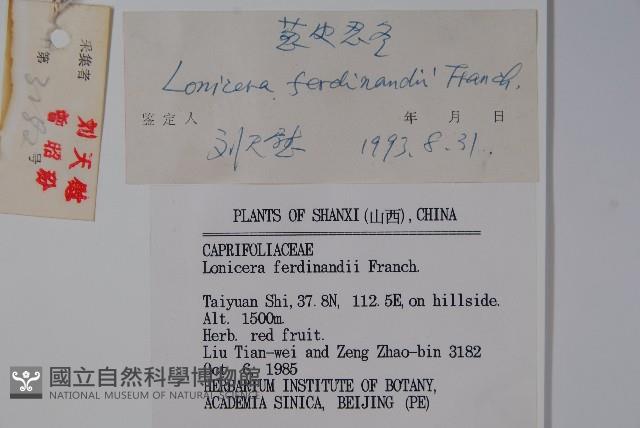 采集者
第 3182 号
刘天慰
曾昭玢
葱皮忍冬
Lonicera ferdinandii Franch.
鉴定人 年 月 日
刘天慰 1993.8.31.
PLANTS OF SHANXI(山西), CHINA
CAPRIFOLIACEAE
Lonicera ferdinandii Franch.
Taiyuan Shi, 37.8N, 112.5E, on hillside.
Alt. 1500m.
Herb. red fruit.
Liu Tian-wei and Zeng Zhao-bin 3182
Oct. 6, 1985
HERBARIUM INSTITUTE OF BOTANY,
ACADEMIA SINICA, BEIJING (PE)
國立自然科學博物館
NATIONAL MUSEUM OF NATURAL SCIENCE